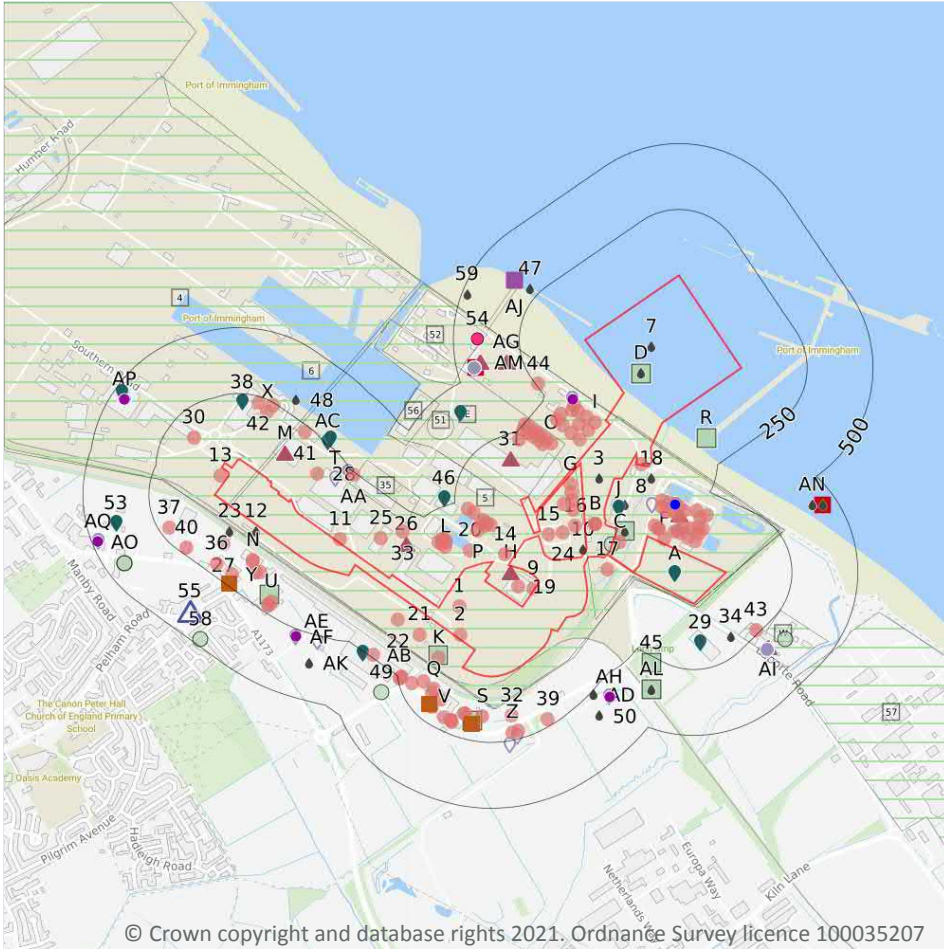 Port of Immingham
Humber Road
59
47
4
AJ
7
54
52
AG
Port of Immingham
AM
44
D
Port of Immingham
6
AP
38
X
48
I
250
Southern Road
42
56
51
E
C
R
500
30
M
AC
31
41
T
G
3
18
13
28
AA
35
46
8
5
J
AN
B
53
37
23
12
11
25
26
L
20
15
16
10
C
F
AQ
40
14
AO
N
33
P
H
24
17
A
36
Manby Road
27
Y
9
1
19
U
55
2
Pelham Road
58
A1173
AE
21
29
34
43
W
AF
22
K
45
AK
AB
Q
AH
AL
AI
49
The Canon Peter Hall
Church of England Primary
School
V
S
32
39
AD
57
Z
50
Oasis Academy
Pilgrim Avenue
Hadleigh Road
Europa Way
Kiln Lane
© Crown copyright and database rights 2021. Ordnance Survey licence 100035207